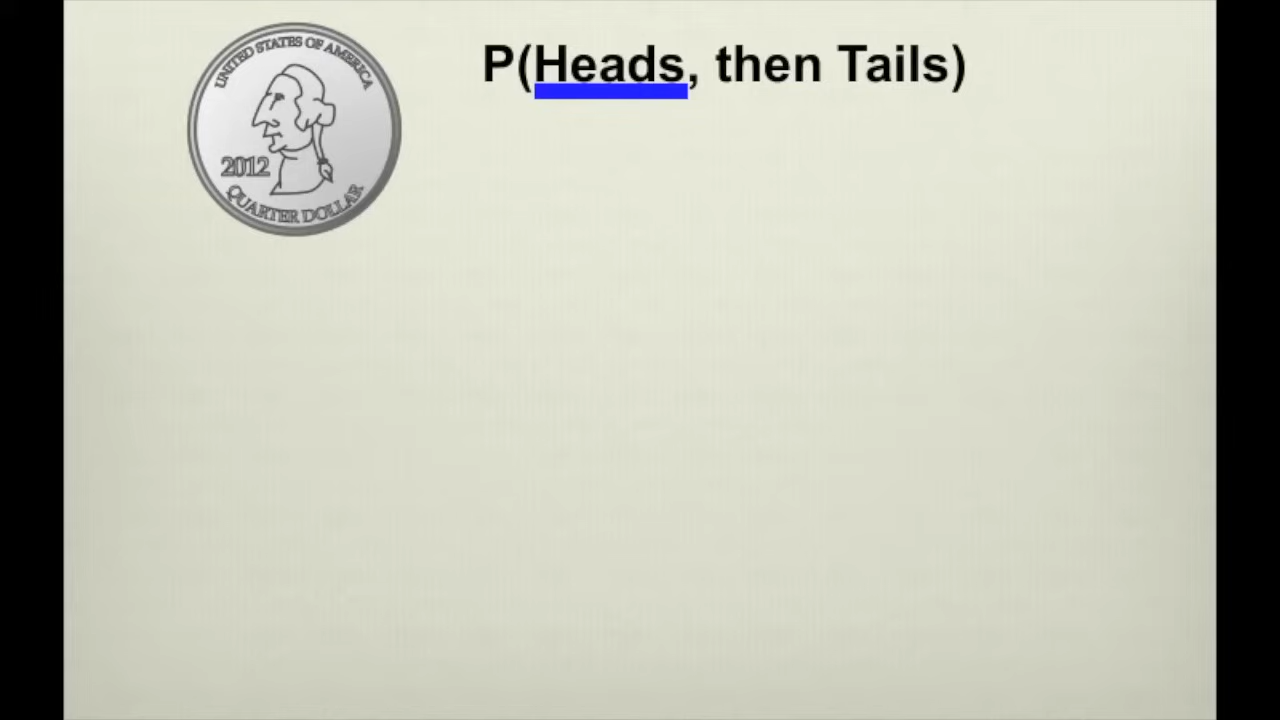 UNITED STATES OF AMERICA
P(Heads, then Tails)
2012
QUARTER DOLLAR